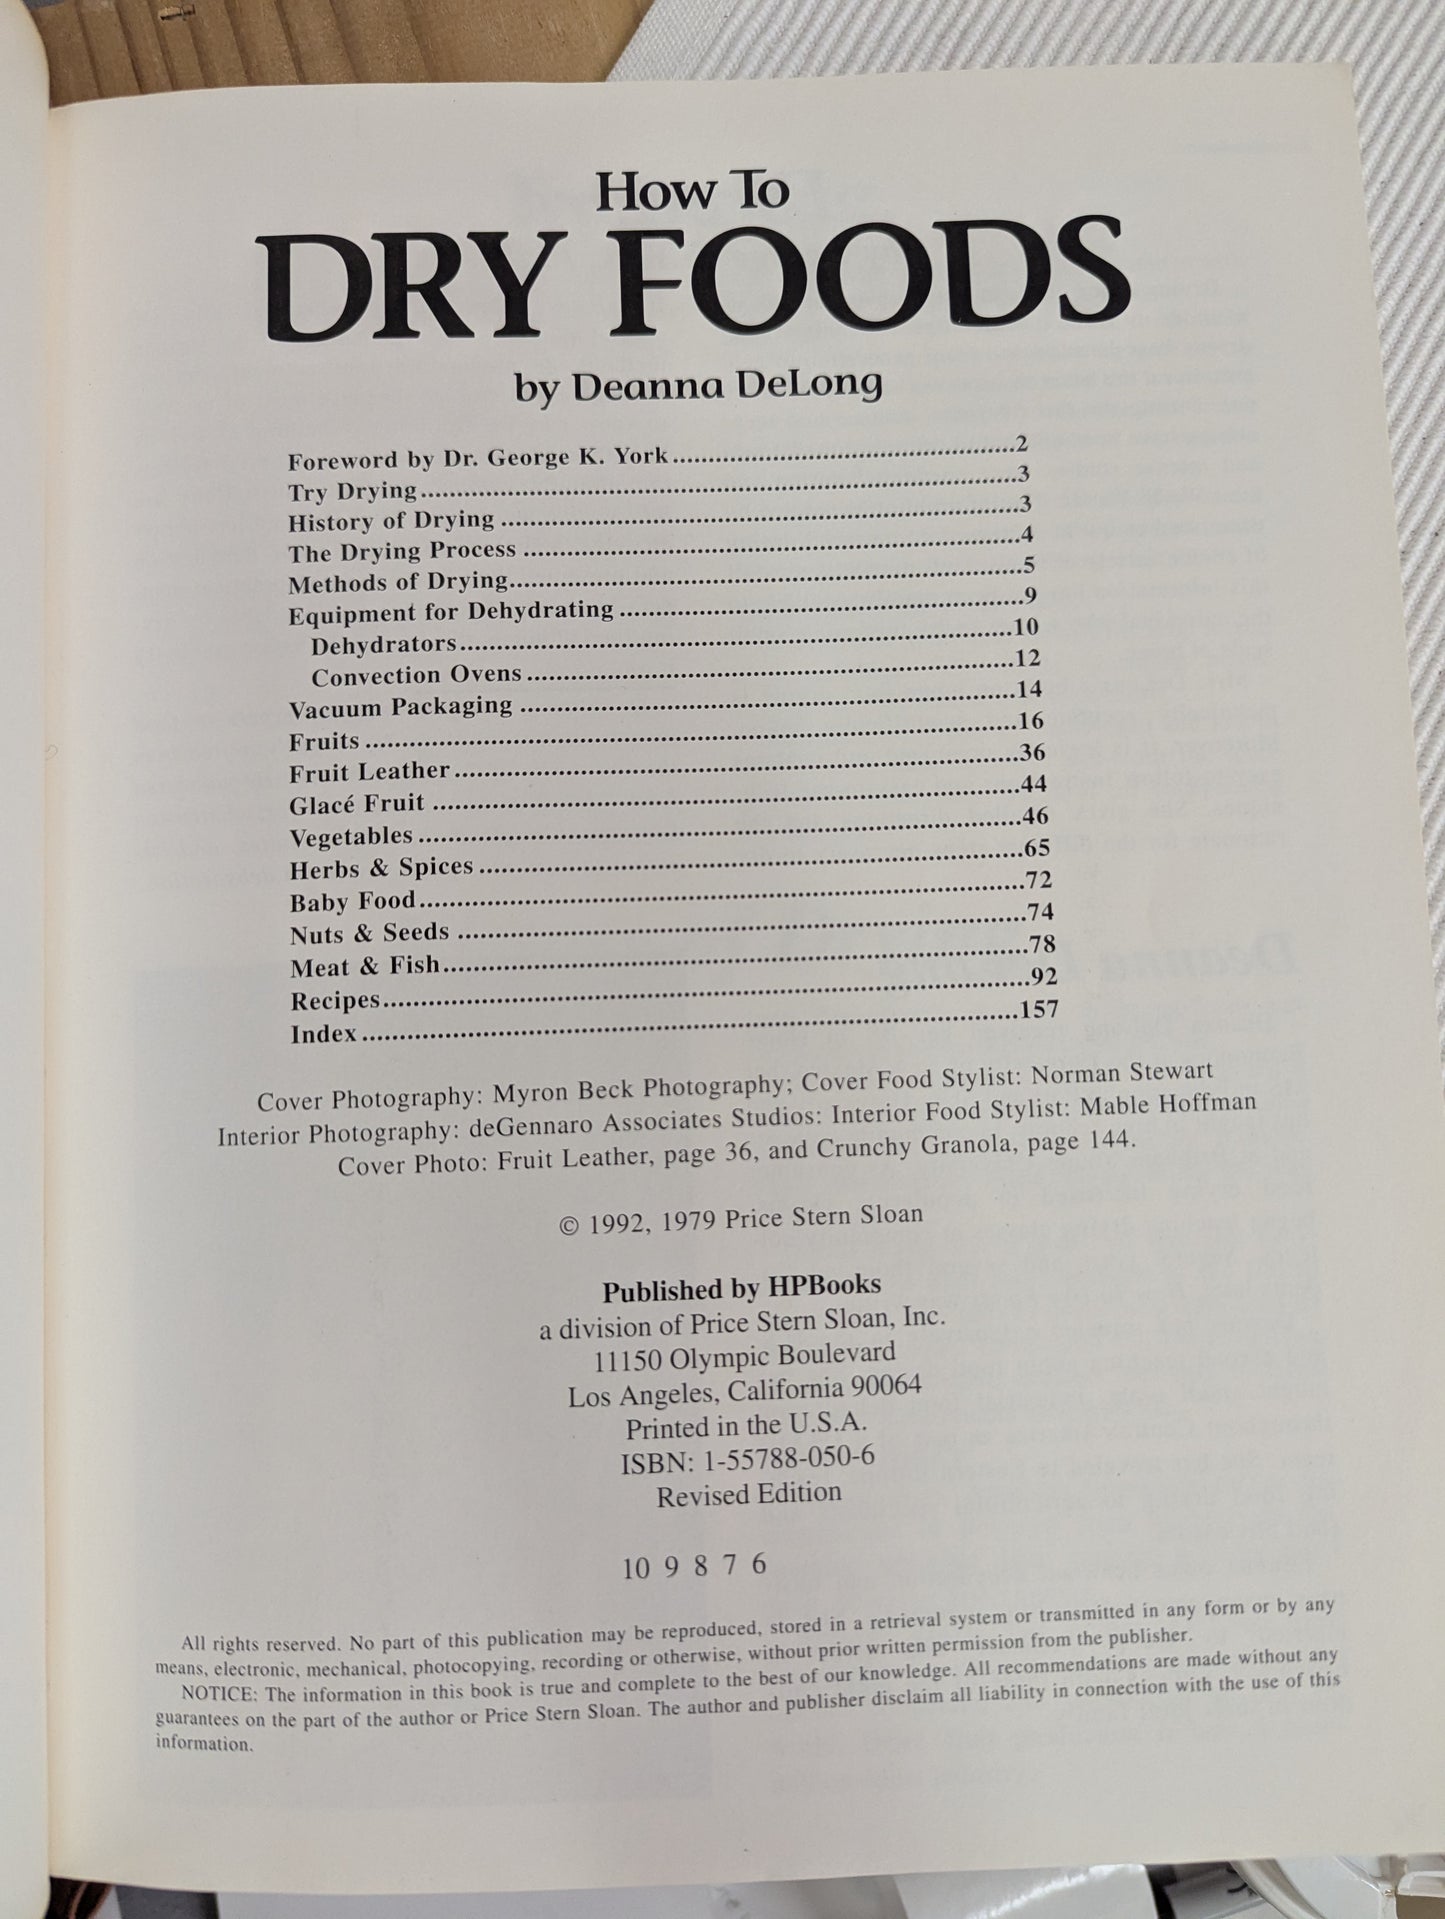 How To
DRY FOODS
by Deanna DeLong
Foreword by Dr. George K. York..........2
Try Drying..........3
History of Drying..........3
The Drying Process..........4
Methods of Drying..........5
Equipment for Dehydrating..........9
Dehydrators..........10
Convection Ovens..........12
Vacuum Packaging..........14
Fruits..........16
Fruit Leather..........36
Glacé Fruit..........44
Vegetables..........46
Herbs & Spices..........65
Baby Food..........72
Nuts & Seeds..........74
Meat & Fish..........78
Recipes..........92
Index..........157
Cover Photography: Myron Beck Photography; Cover Food Stylist: Norman Stewart
Interior Photography: deGennaro Associates Studios: Interior Food Stylist: Mable Hoffman
Cover Photo: Fruit Leather, page 36, and Crunchy Granola, page 144.
© 1992, 1979 Price Stern Sloan
Published by HPBooks
a division of Price Stern Sloan, Inc.
11150 Olympic Boulevard
Los Angeles, California 90064
Printed in the U.S.A.
ISBN: 1-55788-050-6
Revised Edition
10 9 8 7 6
All rights reserved. No part of this publication may be reproduced, stored in a retrieval system or transmitted in any form or by any
means, electronic, mechanical, photocopying, recording or otherwise, without prior written permission from the publisher.
NOTICE: The information in this book is true and complete to the best of our knowledge. All recommendations are made without any
guarantees on the part of the author or Price Stern Sloan. The author and publisher disclaim all liability in connection with the use of this
information.